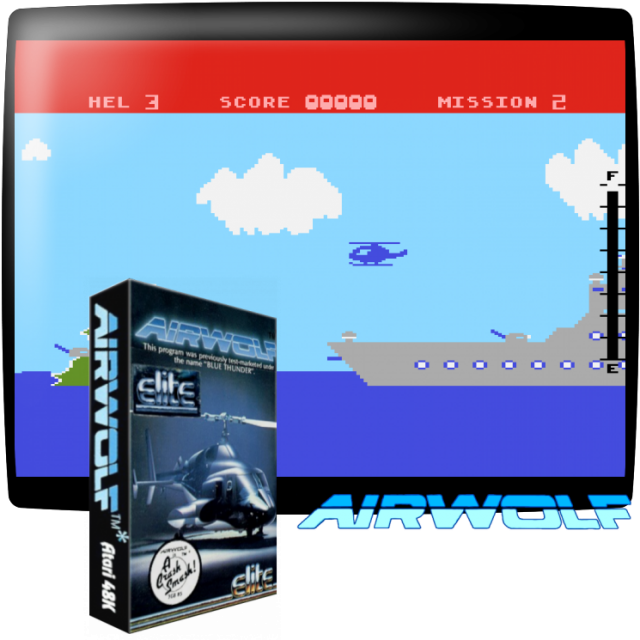 HEL 3 SCORE 00000 MISSION 2
F
E
AIRWOLF
This program was previously test-marketed under
the name "BLUE THUNDER".
elite
AIRWOLF
A
Crash
Smash!
elite
AIRWOLF™*
Atari 48K
AIRWOLF